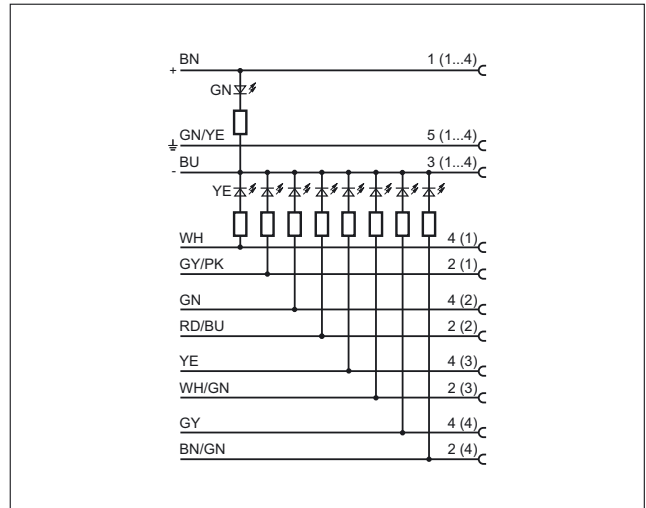 BN 1 (1...4)
+
GN
GN/YE 5 (1...4)
BU 3 (1...4)
-
YE
WH 4 (1)
GY/PK 2 (1)
GN 4 (2)
RD/BU 2 (2)
YE 4 (3)
WH/GN 2 (3)
GY 4 (4)
BN/GN 2 (4)